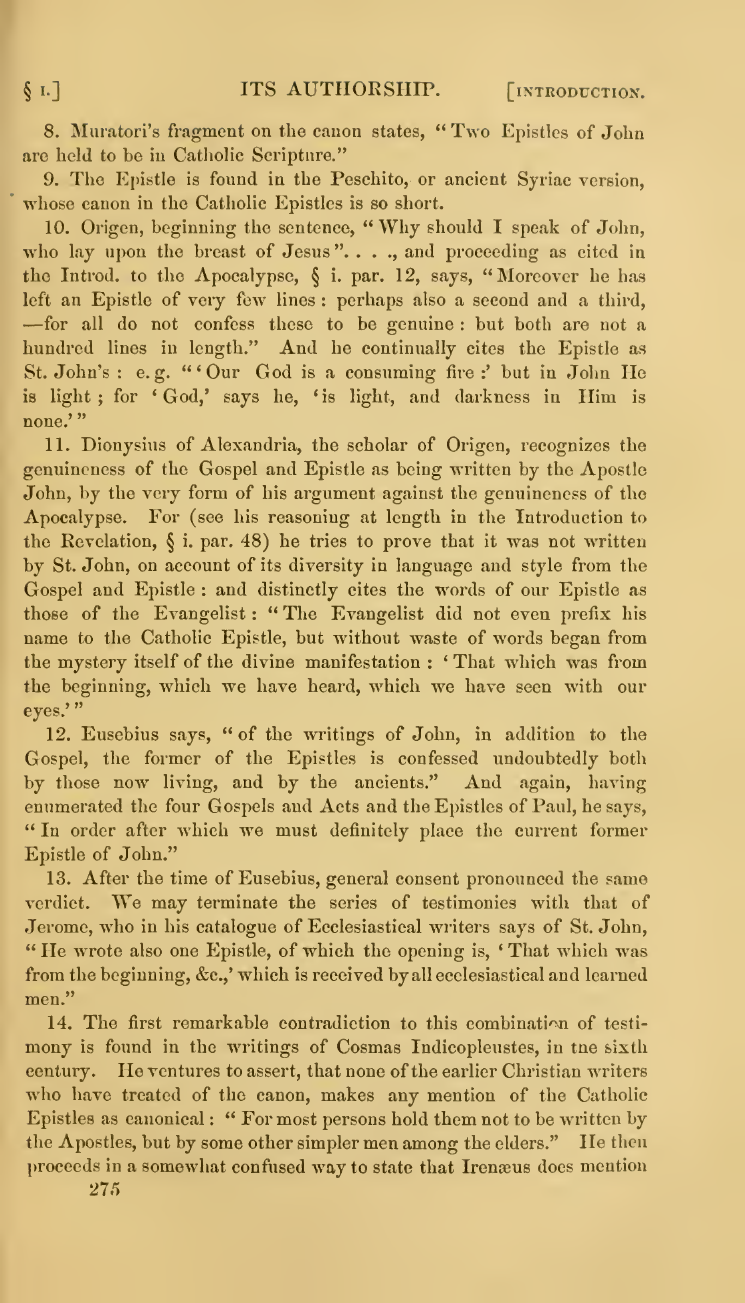 § I.] ITS AUTHORSHIP. [INTRODUCTION.
8. Muratori's fragment on the canon states, “Two Epistles of John
are held to be in Catholic Scripture.”
9. The Epistle is found in the Peschito, or ancient Syriac version,
whose canon in the Catholic Epistles is so short.
10. Origen, beginning the sentence, “Why should I speak of John,
who lay upon the breast of Jesus”. . . ., and proceeding as cited in
the Introd. to the Apocalypse, § i. par. 12, says, “Moreover he has
left an Epistle of very few lines : perhaps also a second and a third,
—for all do not confess these to be genuine : but both are not a
hundred lines in length.” And he continually cites the Epistle as
St. John's : e. g. “‘Our God is a consuming fire :’ but in John He
is light ; for ‘God,’ says he, ‘is light, and darkness in Him is
none.’”
11. Dionysius of Alexandria, the scholar of Origen, recognizes the
genuineness of the Gospel and Epistle as being written by the Apostle
John, by the very form of his argument against the genuineness of the
Apocalypse. For (see his reasoning at length in the Introduction to
the Revelation, § i. par. 48) he tries to prove that it was not written
by St. John, on account of its diversity in language and style from the
Gospel and Epistle : and distinctly cites the words of our Epistle as
those of the Evangelist : “The Evangelist did not even prefix his
name to the Catholic Epistle, but without waste of words began from
the mystery itself of the divine manifestation : ‘That which was from
the beginning, which we have heard, which we have seen with our
eyes.’”
12. Eusebius says, “of the writings of John, in addition to the
Gospel, the former of the Epistles is confessed undoubtedly both
by those now living, and by the ancients.” And again, having
enumerated the four Gospels and Acts and the Epistles of Paul, he says,
“In order after which we must definitely place the current former
Epistle of John.”
13. After the time of Eusebius, general consent pronounced the same
verdict. We may terminate the series of testimonies with that of
Jerome, who in his catalogue of Ecclesiastical writers says of St. John,
“He wrote also one Epistle, of which the opening is, ‘That which was
from the beginning, &c.,’ which is received by all ecclesiastical and learned
men.”
14. The first remarkable contradiction to this combination of testi-
mony is found in the writings of Cosmas Indicopleustes, in the sixth
century. He ventures to assert, that none of the earlier Christian writers
who have treated of the canon, makes any mention of the Catholic
Epistles as canonical : “For most persons hold them not to be written by
the Apostles, but by some other simpler men among the elders.” He then
proceeds in a somewhat confused way to state that Irenæus does mention
275